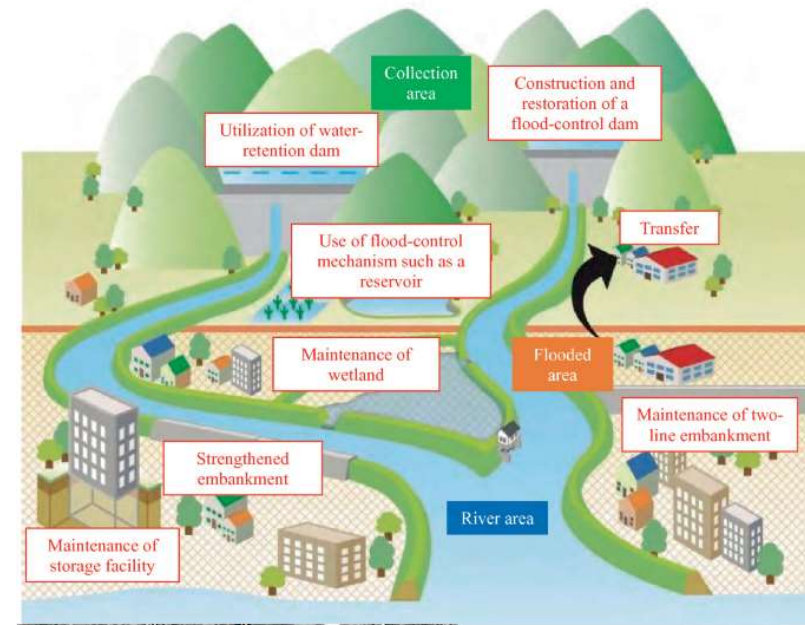 Collection
area
Construction and
restoration of a
flood-control dam
Utilization of water-
retention dam
Transfer
Use of flood-control
mechanism such as a
reservoir
Maintenance of
wetland
Flooded
area
Maintenance of two-
line embankment
Strengthened
embankment
River area
Maintenance of
storage facility